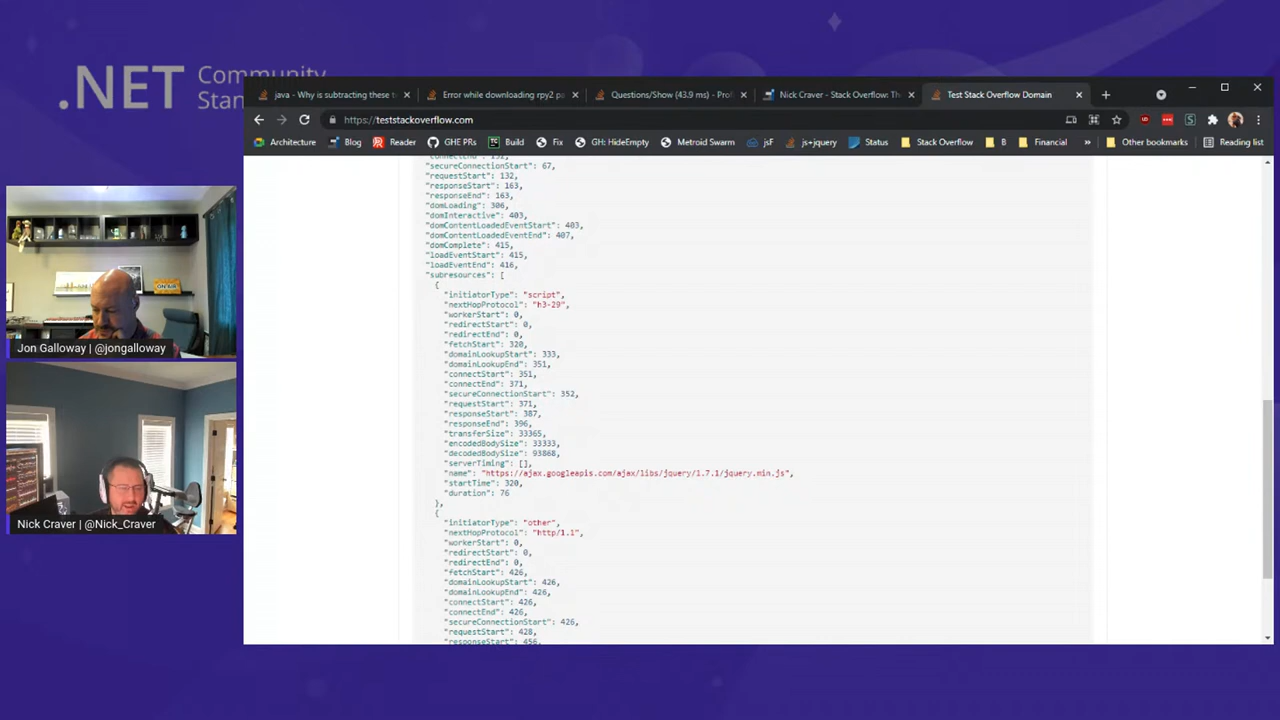 .NET
Community
Stan
java - Why is subtracting these t
Error while downloading rpy2 pa
Questions/Show (43.9 ms) - Prof
Nick Craver - Stack Overflow: Th
Test Stack Overflow Domain
https://teststackoverflow.com
Architecture
Blog
Reader
GHE PRs
Build
Fix
GH: HideEmpty
Metroid Swarm
jsF
js+jquery
Status
Stack Overflow
B
Financial
»
Other bookmarks
Reading list
"connectEnd": 132,
"secureConnectionStart": 67,
"requestStart": 132,
"responseStart": 163,
"responseEnd": 163,
"domLoading": 306,
"domInteractive": 403,
"domContentLoadedEventStart": 403,
"domContentLoadedEventEnd": 407,
"domComplete": 415,
"loadEventStart": 415,
"loadEventEnd": 416,
"subresources": [
{
"initiatorType": "script",
"nextHopProtocol": "h3-29",
"workerStart": 0,
"redirectStart": 0,
"redirectEnd": 0,
"fetchStart": 320,
"domainLookupStart": 333,
"domainLookupEnd": 351,
"connectStart": 351,
"connectEnd": 371,
"secureConnectionStart": 352,
"requestStart": 371,
"responseStart": 387,
"responseEnd": 396,
"transferSize": 33365,
"encodedBodySize": 33333,
"decodedBodySize": 93868,
"serverTiming": [],
"name": "https://ajax.googleapis.com/ajax/libs/jquery/1.7.1/jquery.min.js",
"startTime": 320,
"duration": 76
},
{
"initiatorType": "other",
"nextHopProtocol": "http/1.1",
"workerStart": 0,
"redirectStart": 0,
"redirectEnd": 0,
"fetchStart": 426,
"domainLookupStart": 426,
"domainLookupEnd": 426,
"connectStart": 426,
"connectEnd": 426,
"secureConnectionStart": 426,
"requestStart": 428,
"responseStart": 456,
ON AIR
Jon Galloway | @jongalloway
Nick Craver | @Nick_Craver